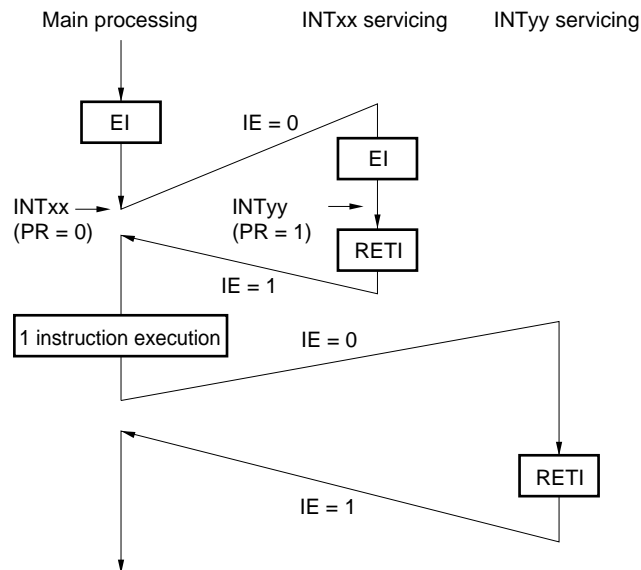 Main processing
INTxx servicing
INTyy servicing
EI
IE = 0
EI
INTxx
(PR = 0)
INTyy
(PR = 1)
RETI
IE = 1
1 instruction execution
IE = 0
RETI
IE = 1